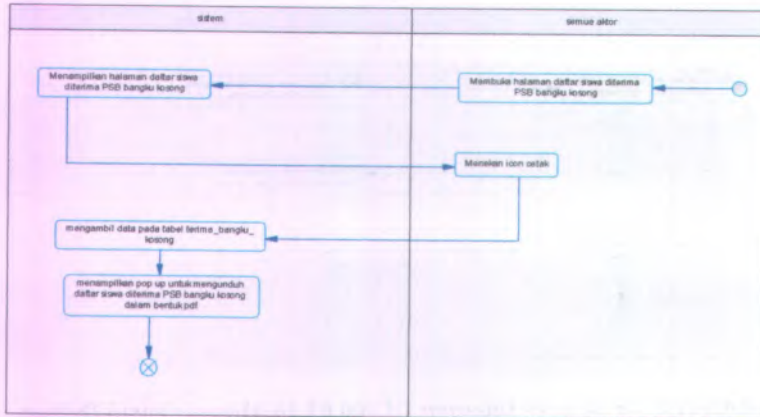 sistem
semua aktor
Menampilkan halaman daftar siswa
diterima PSB bangku kosong
Membuka halaman daftar siswa diterima
PSB bangku kosong
Menekan icon cetak
mengambil data pada tabel terima_bangku_
kosong
menampilkan pop up untuk mengunduh
daftar siswa diterima PSB bangku kosong
dalam bentuk pdf